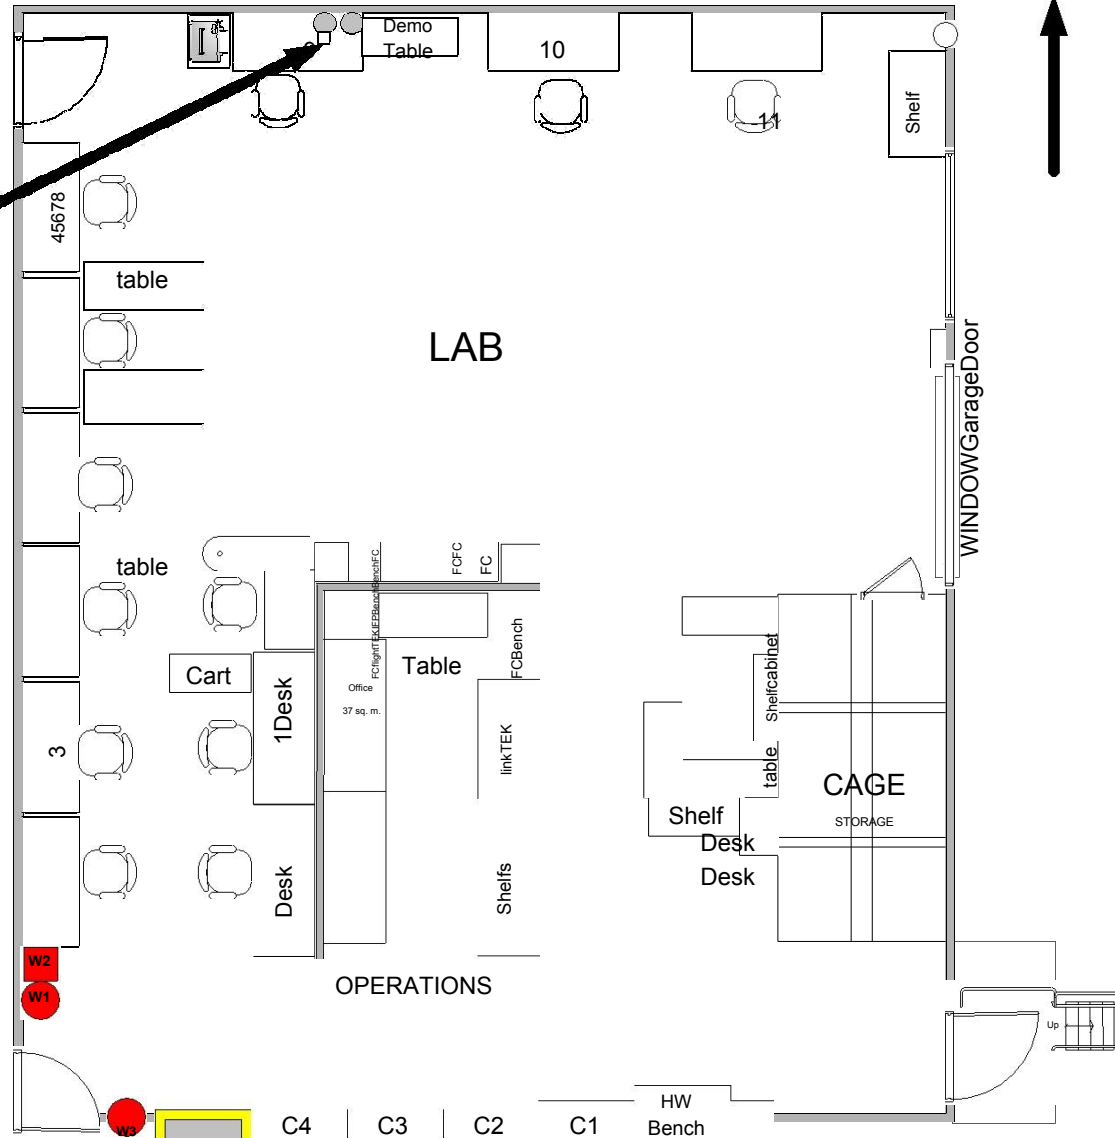 Demo
Table
10
11
Shelf
45678
table
LAB
WINDOWGarageDoor
table
FCflightTEKIFPBenchBenchFC
FCFC
FC
Cart
1Desk
Office
37 sq. m.
Table
FCBench
Shelfcabinet
3
linkTEK
table
CAGE
STORAGE
Shelf
Desk
Desk
Desk
Shelfs
W2
W1
OPERATIONS
Up
W3
C4
C3
C2
C1
HW
Bench